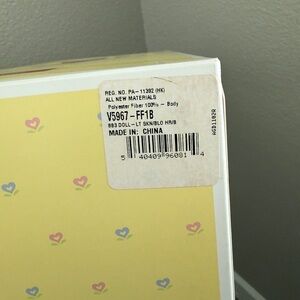 REG. NO. PA-11392 (HK)
ALL NEW MATERIALS
Polyester Fiber 100% - Body
V5967-FF1B
BB3 DOLL-LT SKN/BLO HR/B
MADE IN: CHINA
5 40409 96081 4